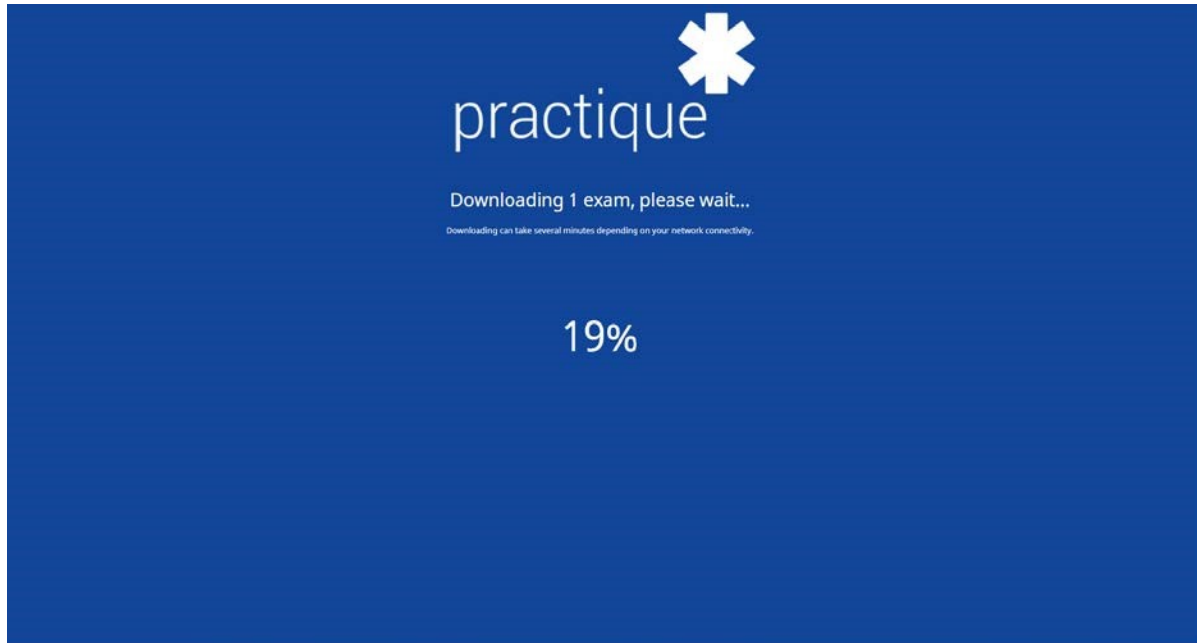 practique
Downloading 1 exam, please wait...
Downloading can take several minutes depending on your network connectivity.
19%